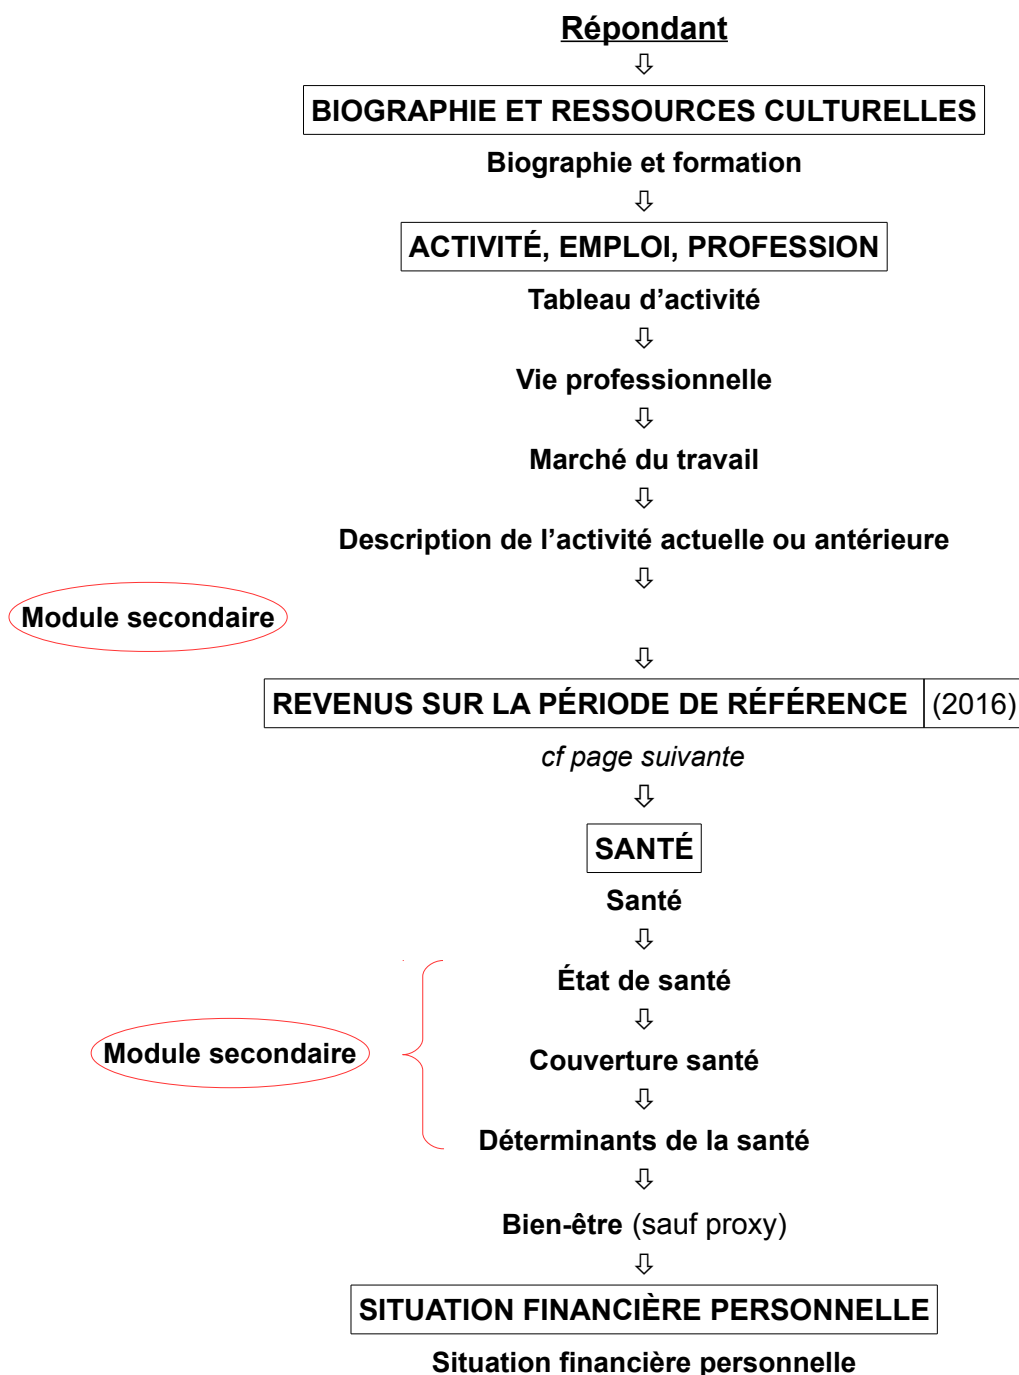 Répondant
⇩
BIOGRAPHIE ET RESSOURCES CULTURELLES
Biographie et formation
⇩
ACTIVITÉ, EMPLOI, PROFESSION
Tableau d’activité
⇩
Vie professionnelle
⇩
Marché du travail
⇩
Description de l’activité actuelle ou antérieure
⇩
Module secondaire
⇩
REVENUS SUR LA PÉRIODE DE RÉFÉRENCE (2016)
cf page suivante
⇩
SANTÉ
Santé
⇩
État de santé
⇩
Module secondaire
Couverture santé
⇩
Déterminants de la santé
⇩
Bien-être (sauf proxy)
⇩
SITUATION FINANCIÈRE PERSONNELLE
Situation financière personnelle